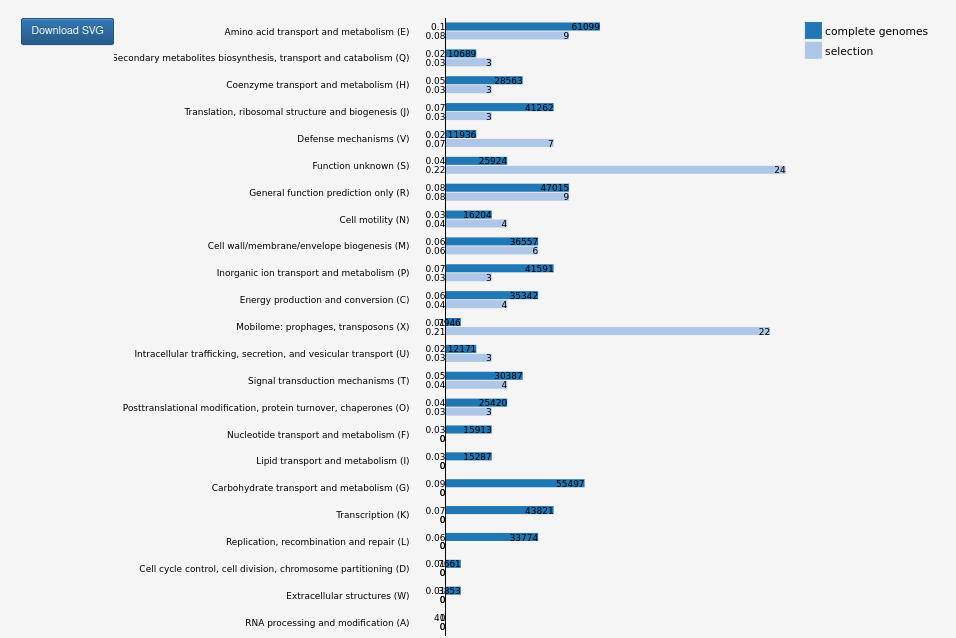 Download SVG
complete genomes
selection
Amino acid transport and metabolism (E) 0.1 61099
0.08 9
Secondary metabolites biosynthesis, transport and catabolism (Q) 0.02 10689
0.03 3
Coenzyme transport and metabolism (H) 0.05 28563
0.03 3
Translation, ribosomal structure and biogenesis (J) 0.07 41262
0.03 3
Defense mechanisms (V) 0.02 11936
0.07 7
Function unknown (S) 0.04 25924
0.22 24
General function prediction only (R) 0.08 47015
0.08 9
Cell motility (N) 0.03 16204
0.04 4
Cell wall/membrane/envelope biogenesis (M) 0.06 36557
0.06 6
Inorganic ion transport and metabolism (P) 0.07 41591
0.03 3
Energy production and conversion (C) 0.06 35342
0.04 4
Mobilome: prophages, transposons (X)
0.21 22
Intracellular trafficking, secretion, and vesicular transport (U) 0.02 12171
0.03 3
Signal transduction mechanisms (T) 0.05 30387
0.04 4
Posttranslational modification, protein turnover, chaperones (O) 0.04 25420
0.03 3
Nucleotide transport and metabolism (F) 0.03 15913
0
Lipid transport and metabolism (I) 0.03 15287
0
Carbohydrate transport and metabolism (G) 0.09 55497
0
Transcription (K) 0.07 43821
0
Replication, recombination and repair (L) 0.06 33774
0
Cell cycle control, cell division, chromosome partitioning (D)
0
Extracellular structures (W)
0
RNA processing and modification (A)
0